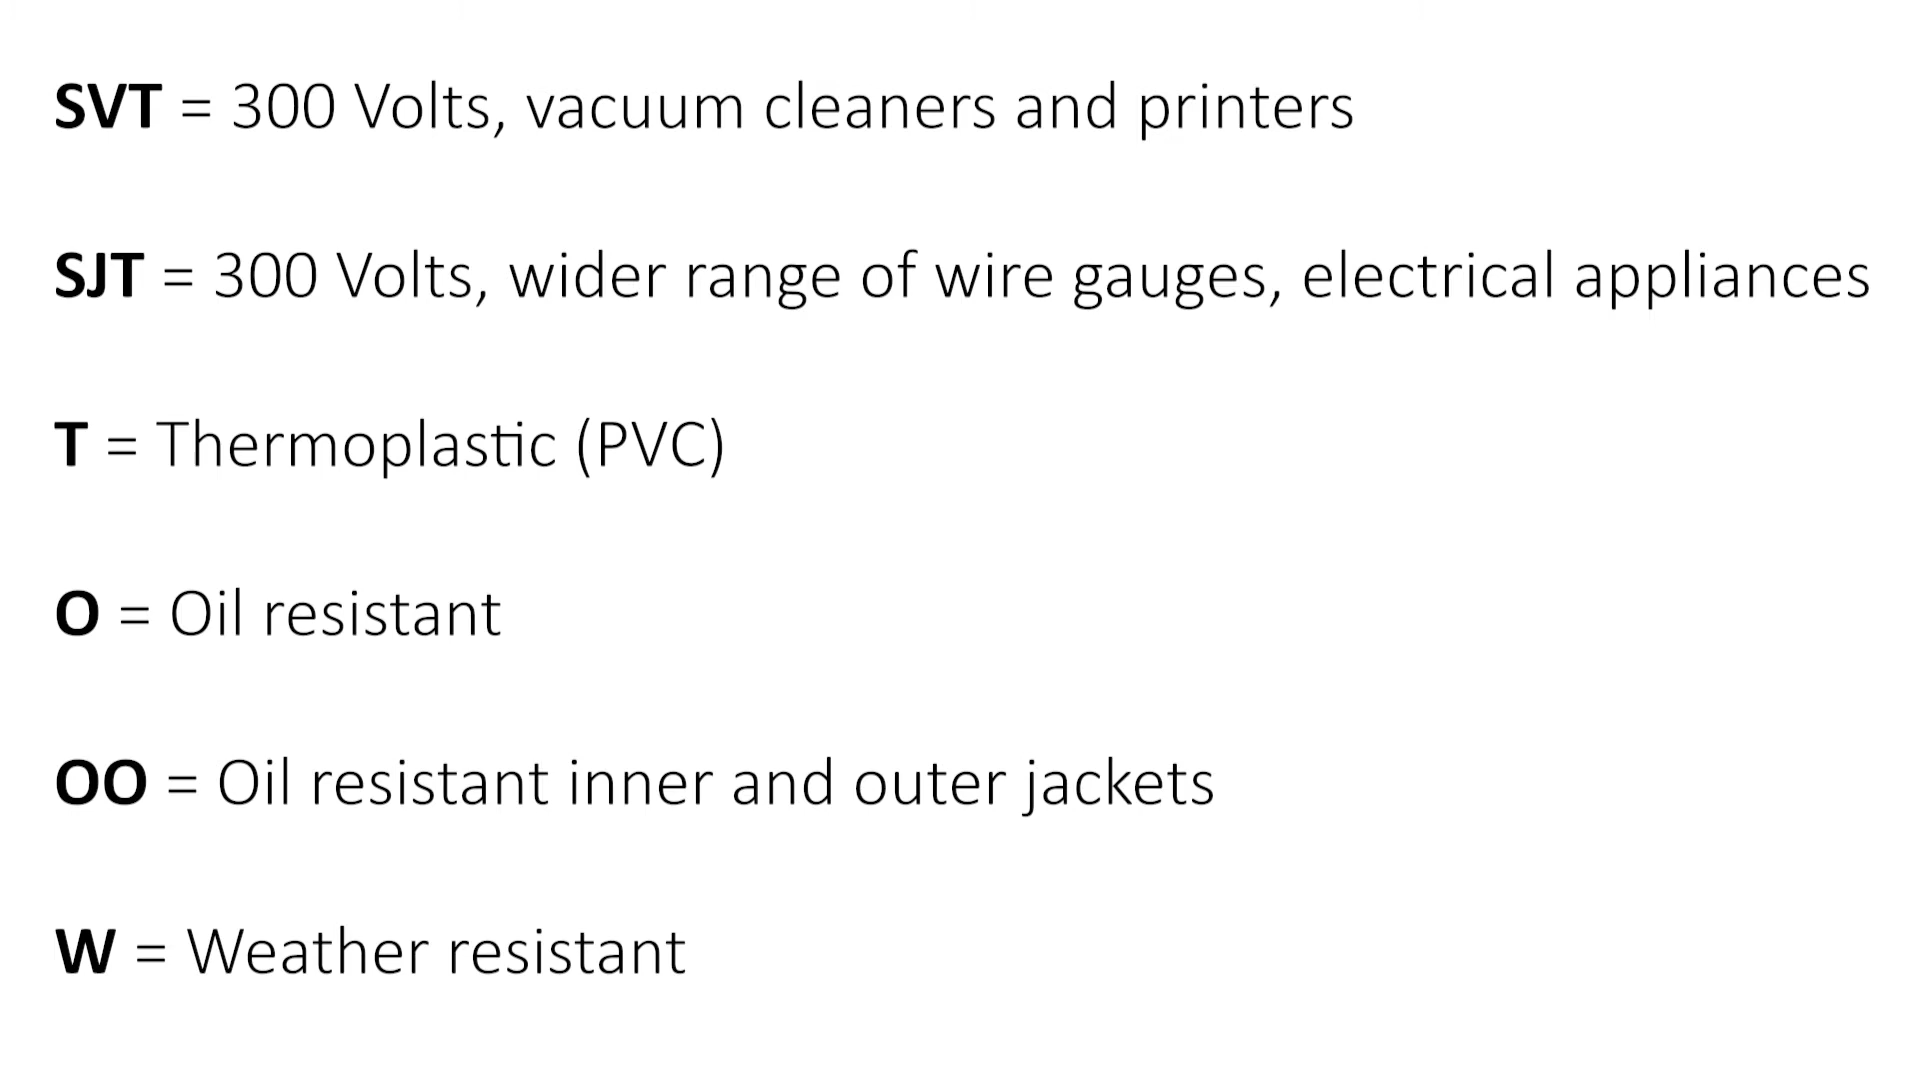 SVT = 300 Volts, vacuum cleaners and printers
SJT = 300 Volts, wider range of wire gauges, electrical appliances
T = Thermoplastic (PVC)
O = Oil resistant
OO = Oil resistant inner and outer jackets
W = Weather resistant